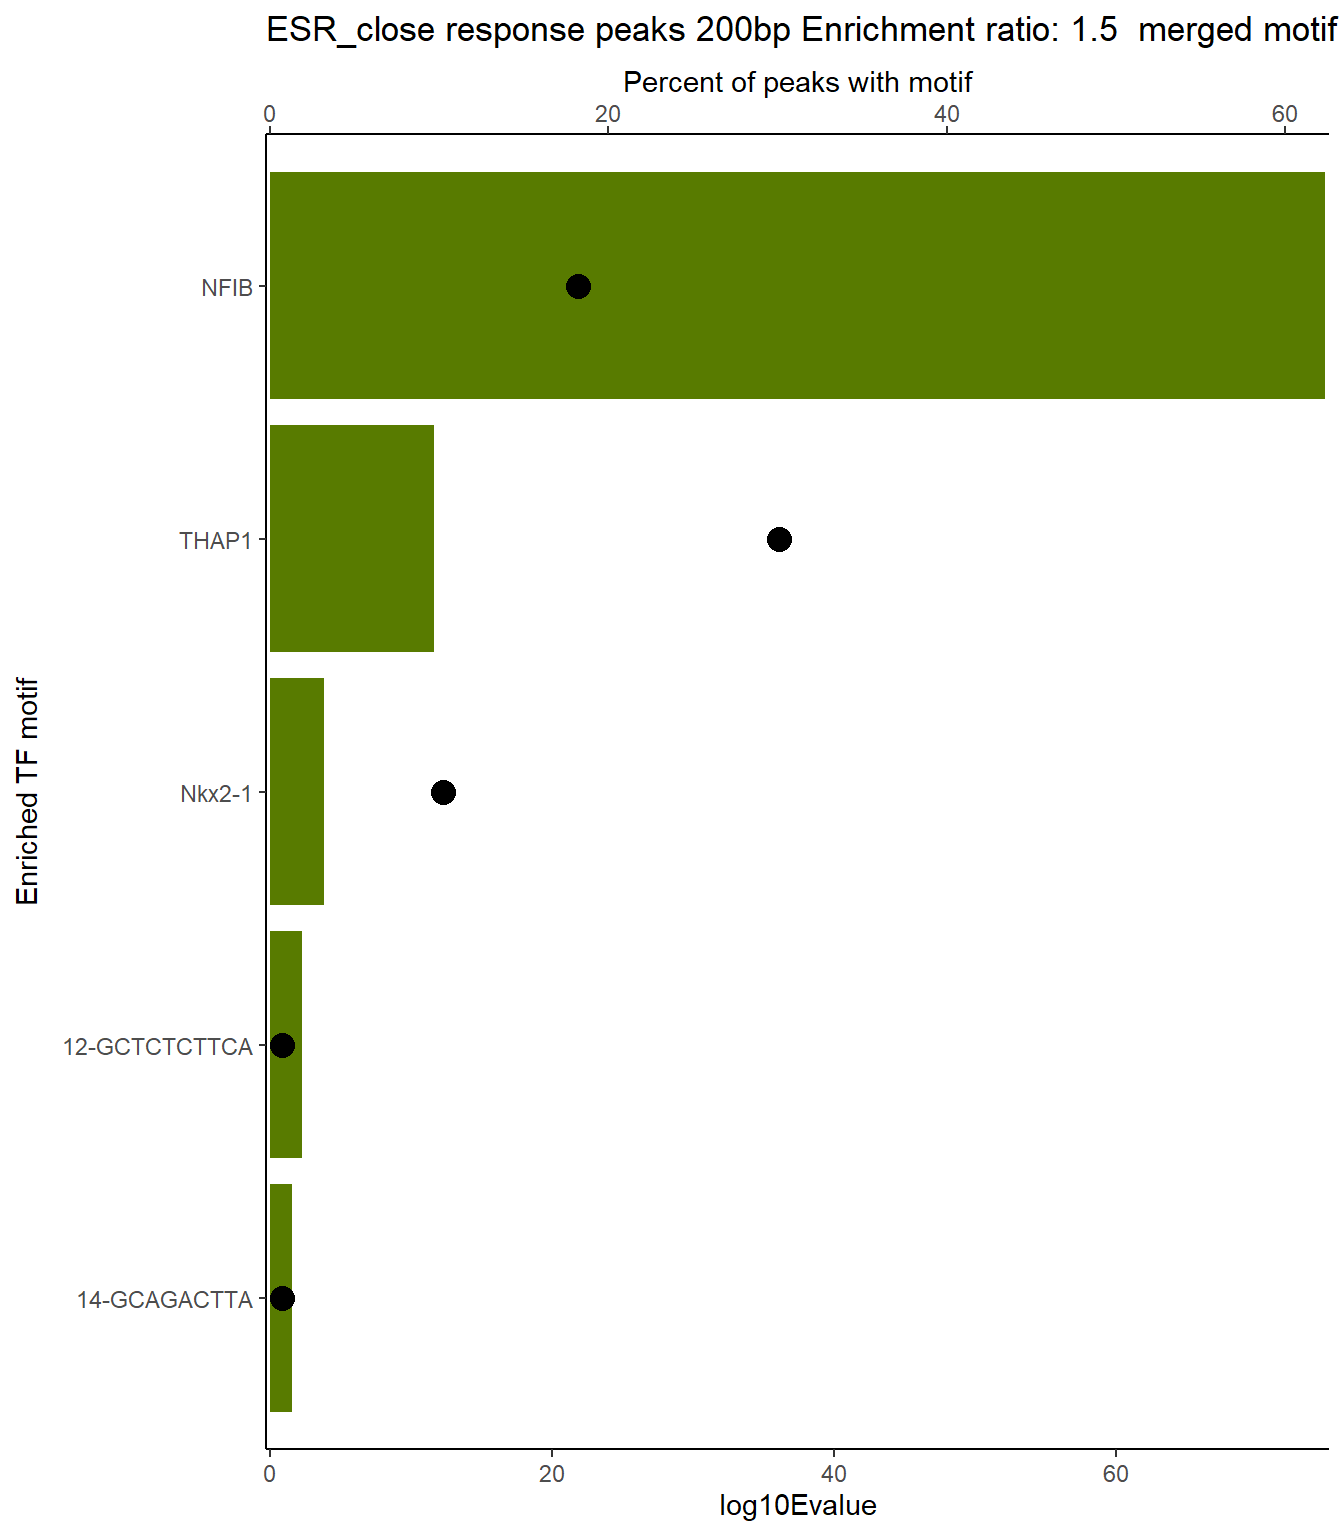 ESR_close response peaks 200bp Enrichment ratio: 1.5  merged motif
Percent of peaks with motif
0 20 40 60
NFIB
THAP1
Nkx2-1
12-GCTCTCTTCA
14-GCAGACTTA
Enriched TF motif
0 20 40 60
log10Evalue